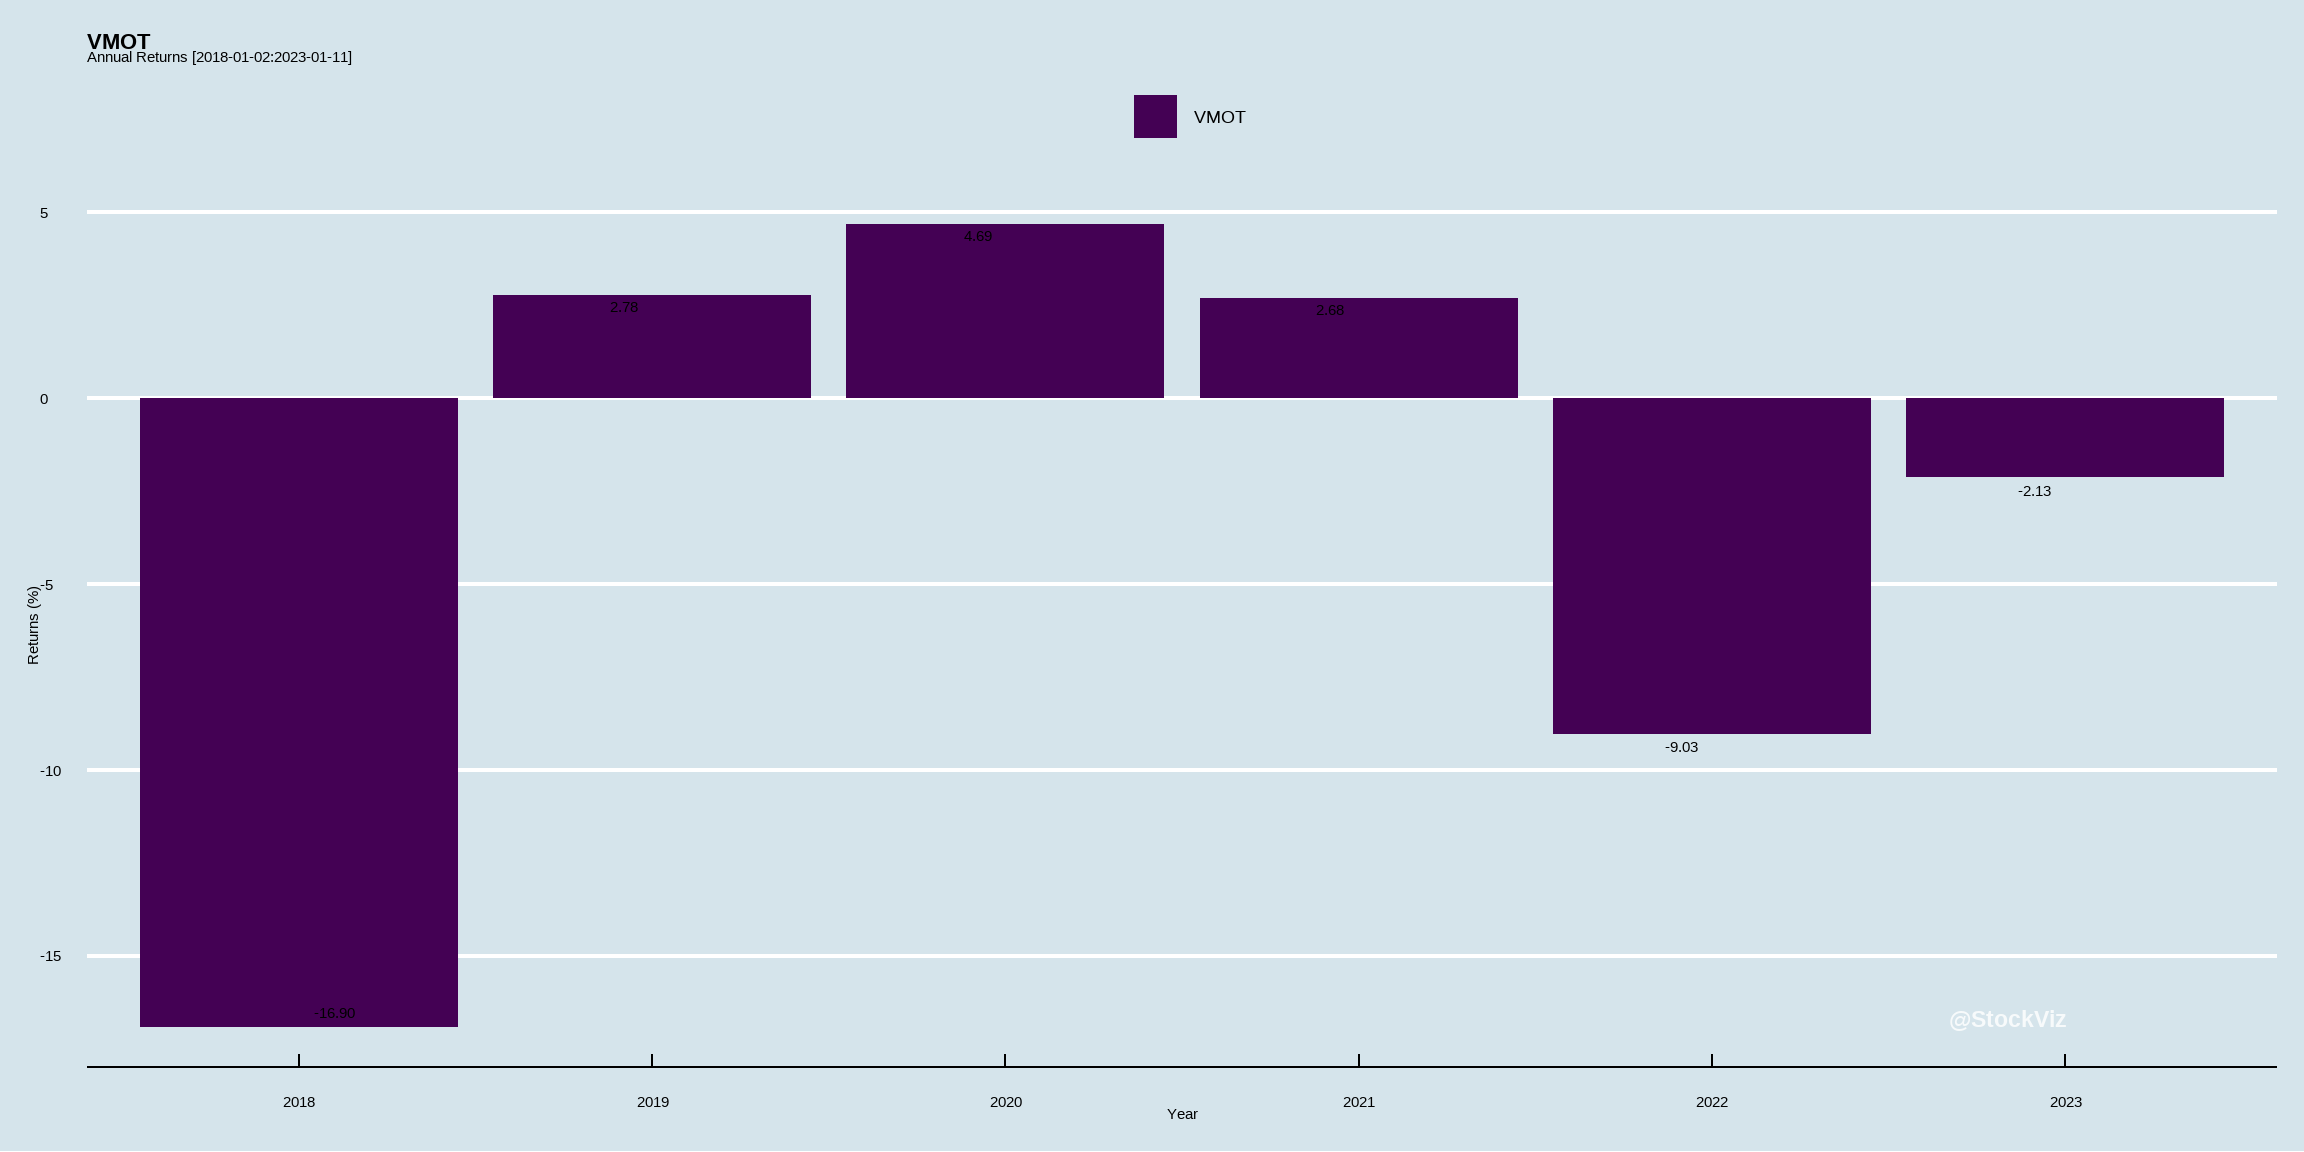 VMOT
Annual Returns [2018-01-02:2023-01-11]
VMOT
5
0
-5
-10
-15
Returns (%)
-16.90
2.78
4.69
2.68
-9.03
-2.13
@StockViz
2018
2019
2020
2021
2022
2023
Year